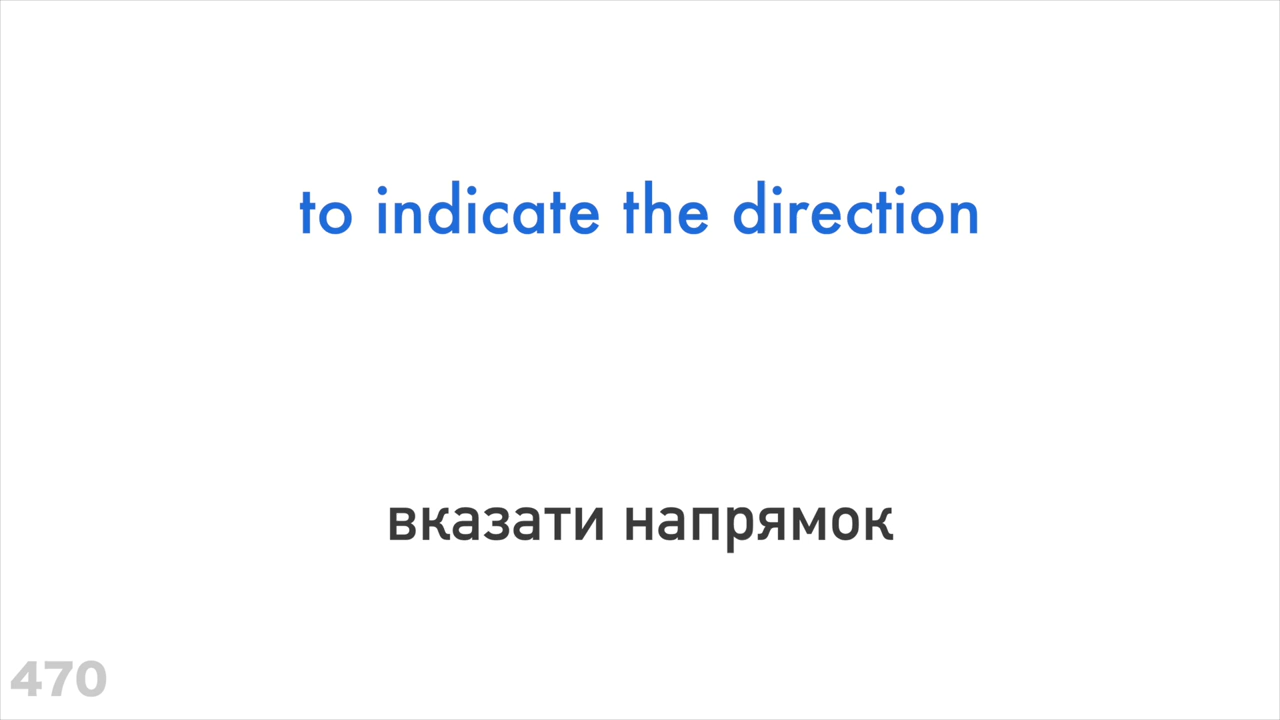 to indicate the direction
вказати напрямок
470